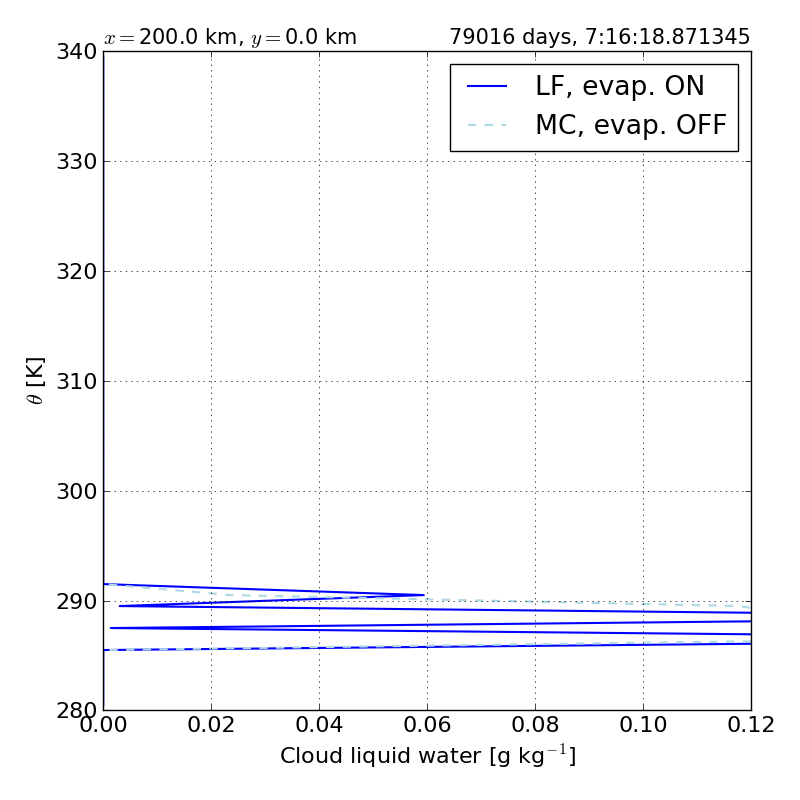 x = 200.0 km, y = 0.0 km 79016 days, 7:16:18.871345
LF, evap. ON
MC, evap. OFF
340
330
320
310
300
290
280
θ [K]
0.00 0.02 0.04 0.06 0.08 0.10 0.12
Cloud liquid water [g kg⁻¹]